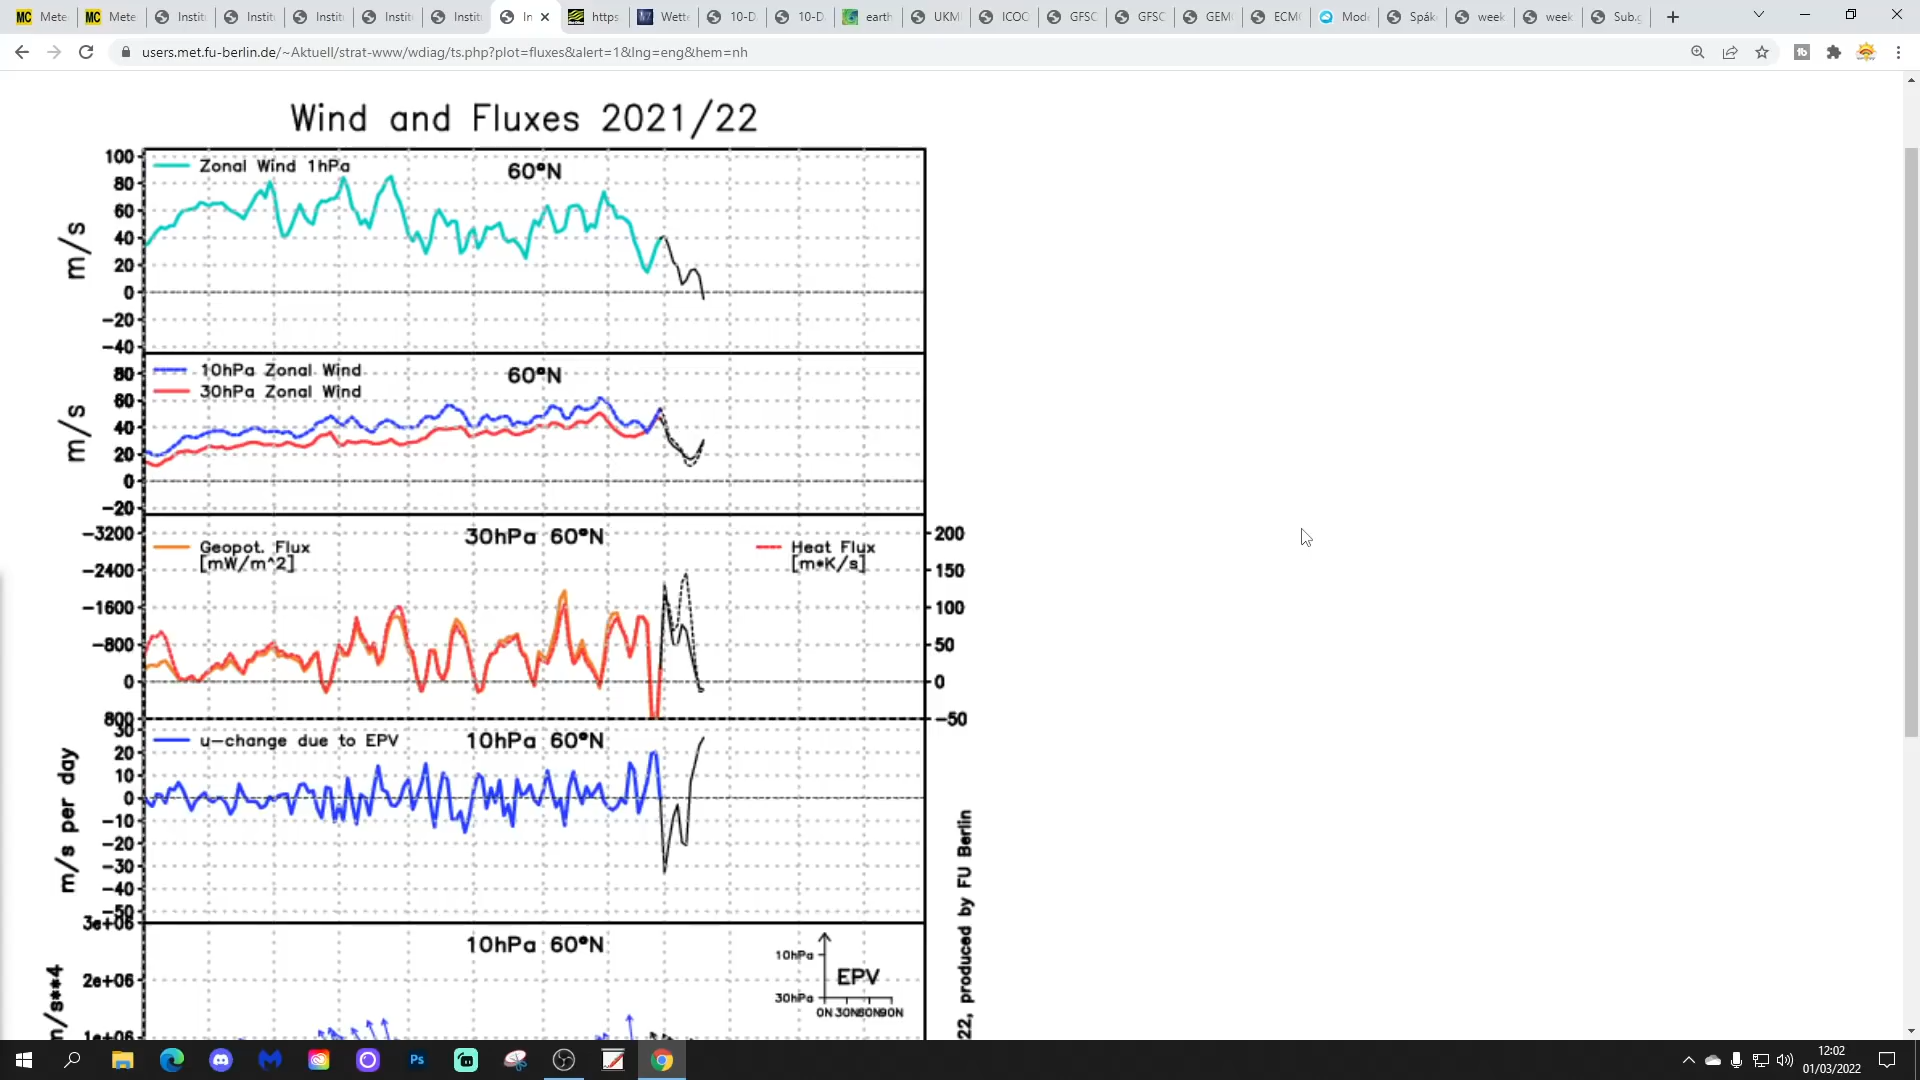 Mete
Mete
Instit
Instit
Instit
Instit
Instit
In
https
Wett
10-D
10-D
earth
UKM
ICO
GFS
GFS
GEM
ECM
Mod
Spák
week
week
Sub.g
users.met.fu-berlin.de/~Aktuell/strat-www/wdiag/ts.php?plot=fluxes&alert=1&lng=eng&hem=nh
Wind and Fluxes 2021/22
Zonal Wind 1hPa
60°N
100
80
60
40
20
0
-20
-40
m/s
10hPa Zonal Wind
30hPa Zonal Wind
60°N
80
60
40
20
0
-20
m/s
30hPa 60°N
Geopot. Flux
[mW/m^2]
Heat Flux
[m*K/s]
-3200
-2400
-1600
-800
0
800
200
150
100
50
0
-50
u-change due to EPV
10hPa 60°N
30
20
10
0
-10
-20
-30
-40
-50
m/s per day
10hPa 60°N
3e+06
2e+06
1e+06
m/s**4
10hPa
EPV
30hPa
0N 30N60N90N
22, produced by FU Berlin
Ps
12:02
01/03/2022